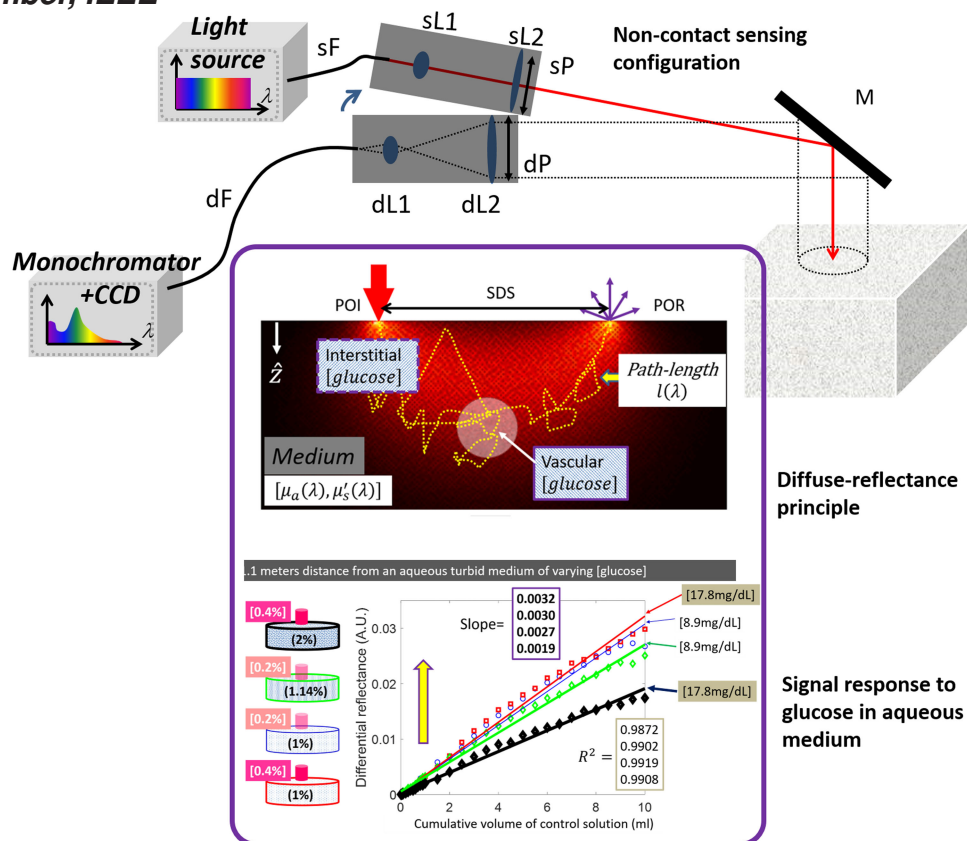 Light
source
λ
sF
sL1
sL2
sP
Non-contact sensing
configuration
M
dP
dF
dL1
dL2
Monochromator
+CCD
λ
POI
SDS
POR
ẑ
Interstitial
[glucose]
Path-length
l(λ)
Medium
[μa(λ), μ′s(λ)]
Vascular
[glucose]
Diffuse-reflectance
principle
.1 meters distance from an aqueous turbid medium of varying [glucose]
[0.4%]
(2%)
[0.2%]
(1.14%)
[0.2%]
(1%)
[0.4%]
(1%)
Differential reflectance (A.U.)
0.03
0.02
0.01
0
Slope=
0.0032
0.0030
0.0027
0.0019
[17.8mg/dL]
[8.9mg/dL]
[8.9mg/dL]
[17.8mg/dL]
R² =
0.9872
0.9902
0.9919
0.9908
0 2 4 6 8 10
Cumulative volume of control solution (ml)
Signal response to
glucose in aqueous
medium